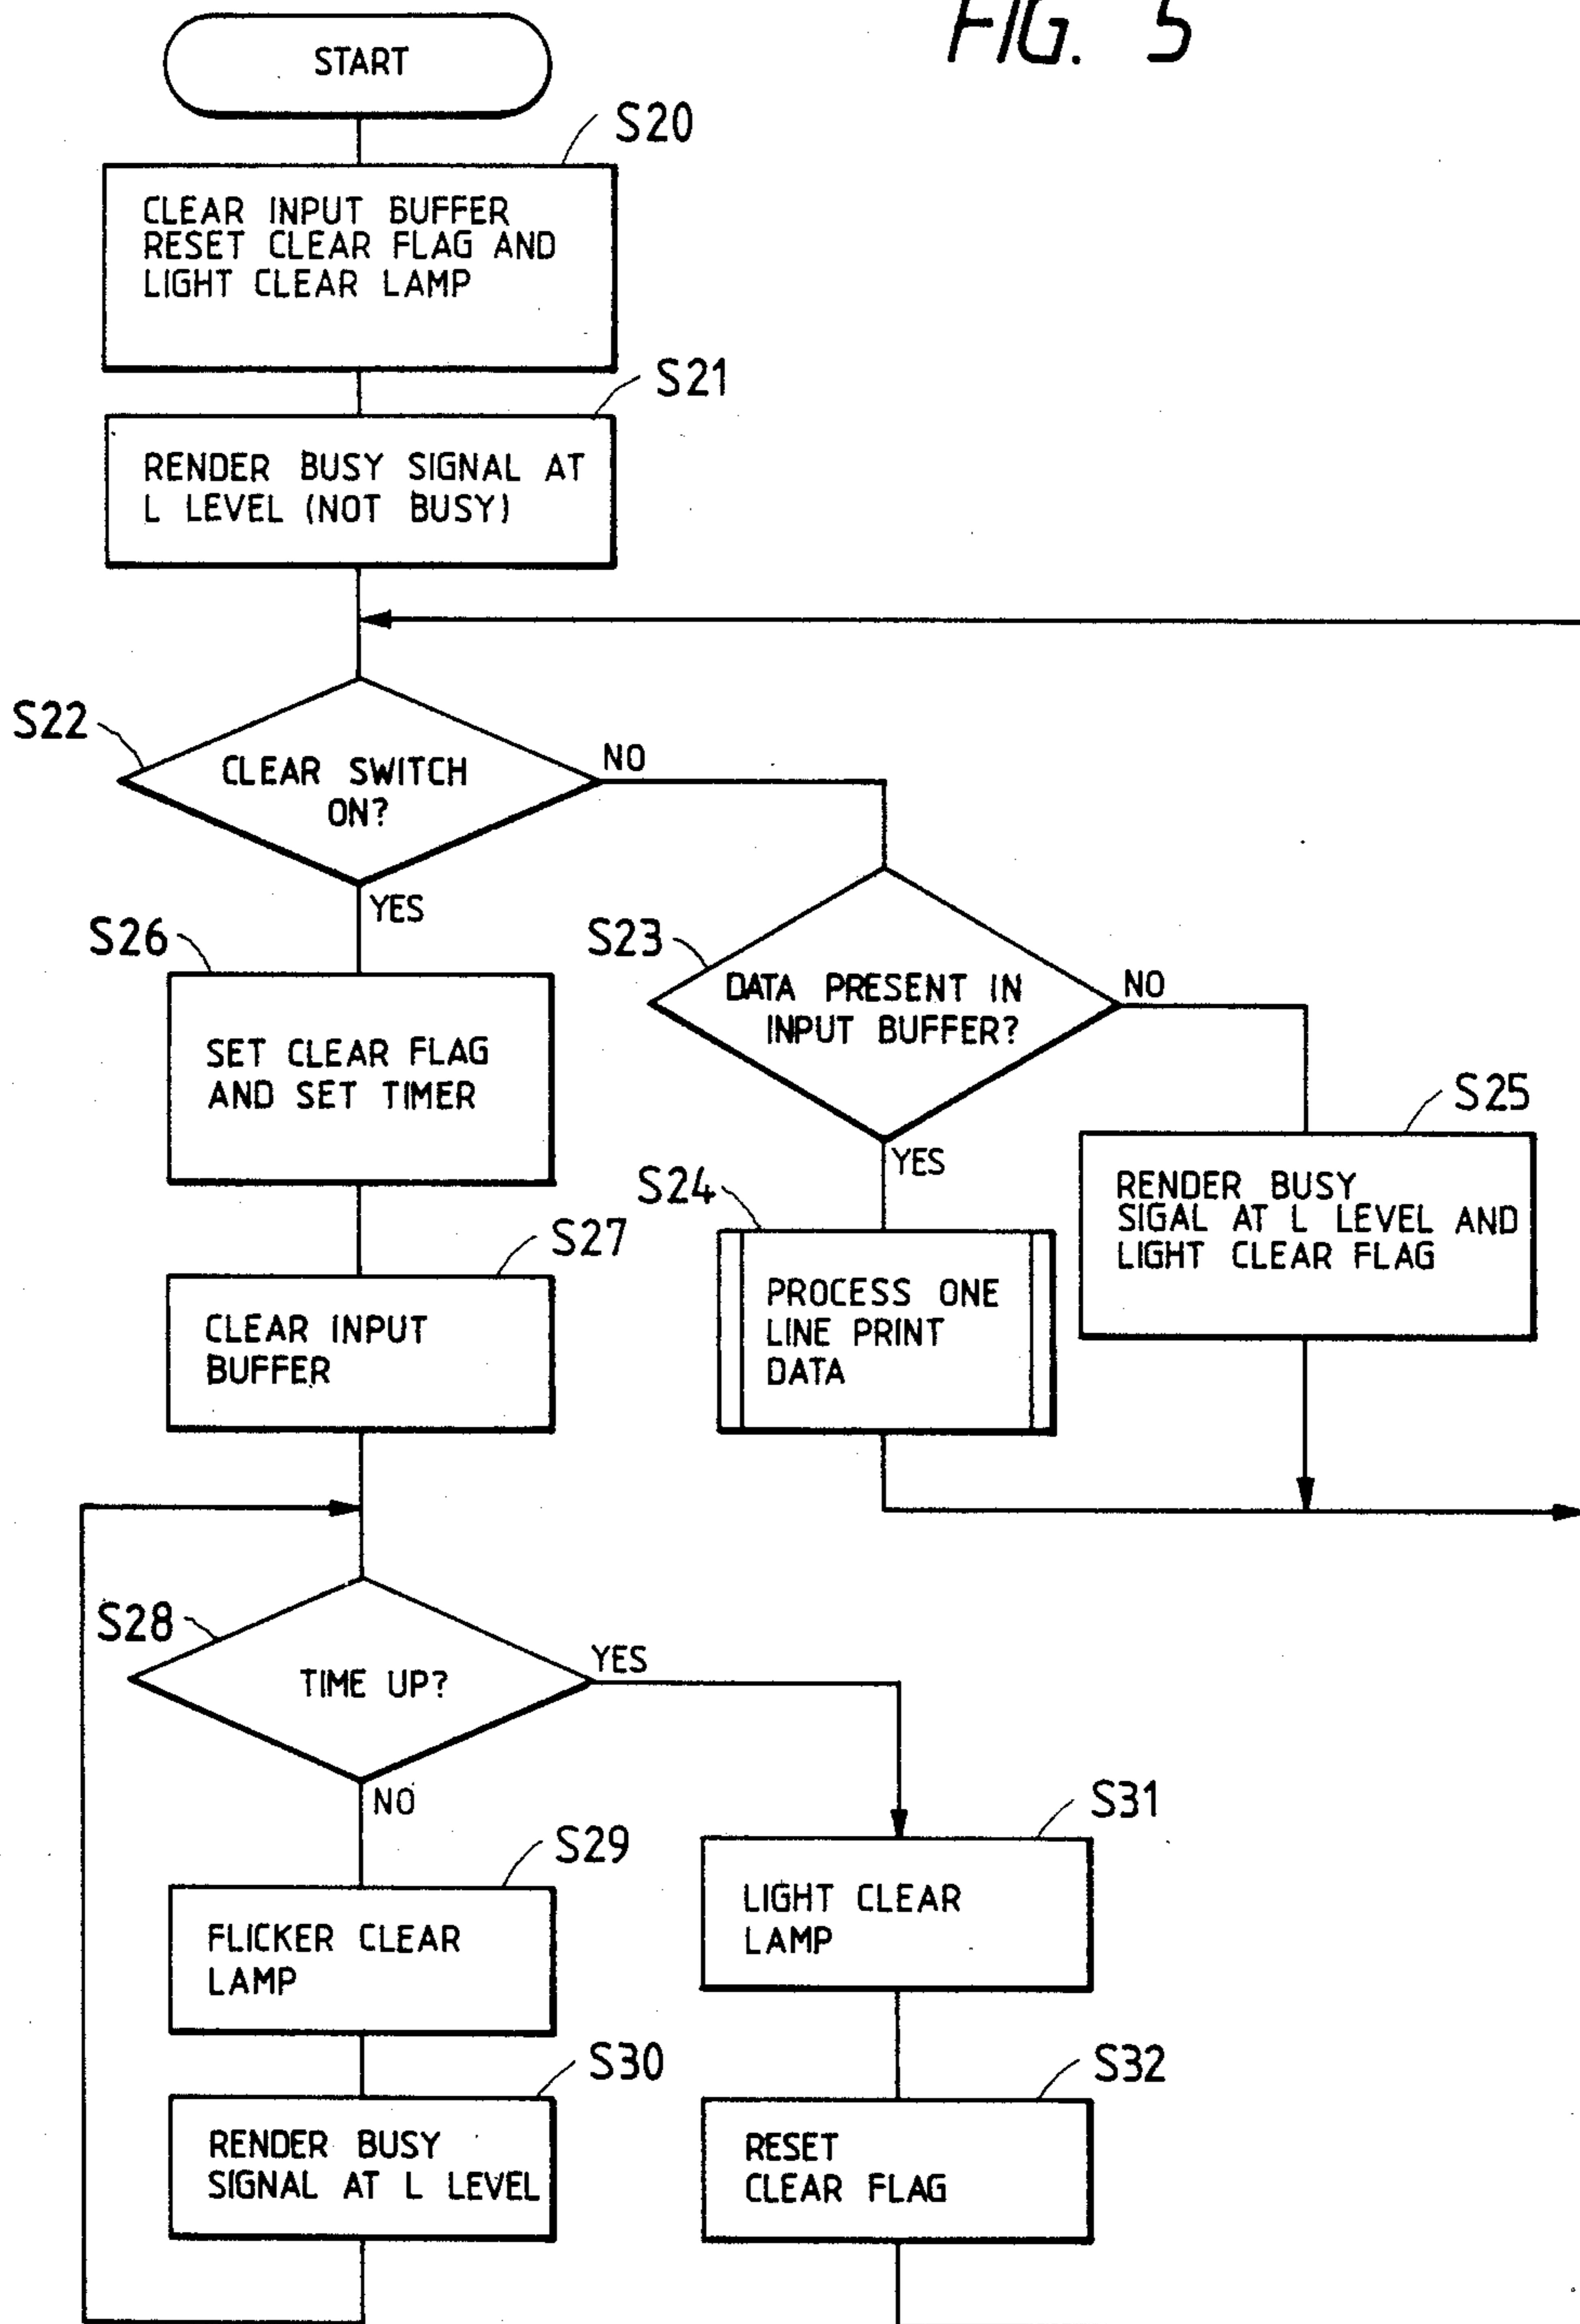 FIG. 5
START
S20
CLEAR INPUT BUFFER
RESET CLEAR FLAG AND
LIGHT CLEAR LAMP
S21
RENDER BUSY SIGNAL AT
L LEVEL (NOT BUSY)
S22
CLEAR SWITCH
ON?
NO
YES
S23
DATA PRESENT IN
INPUT BUFFER?
NO
YES
S24
PROCESS ONE
LINE PRINT
DATA
S25
RENDER BUSY
SIGAL AT L LEVEL AND
LIGHT CLEAR FLAG
S26
SET CLEAR FLAG
AND SET TIMER
S27
CLEAR INPUT
BUFFER
S28
TIME UP?
YES
NO
S29
FLICKER CLEAR
LAMP
S30
RENDER BUSY
SIGNAL AT L LEVEL
S31
LIGHT CLEAR
LAMP
S32
RESET
CLEAR FLAG